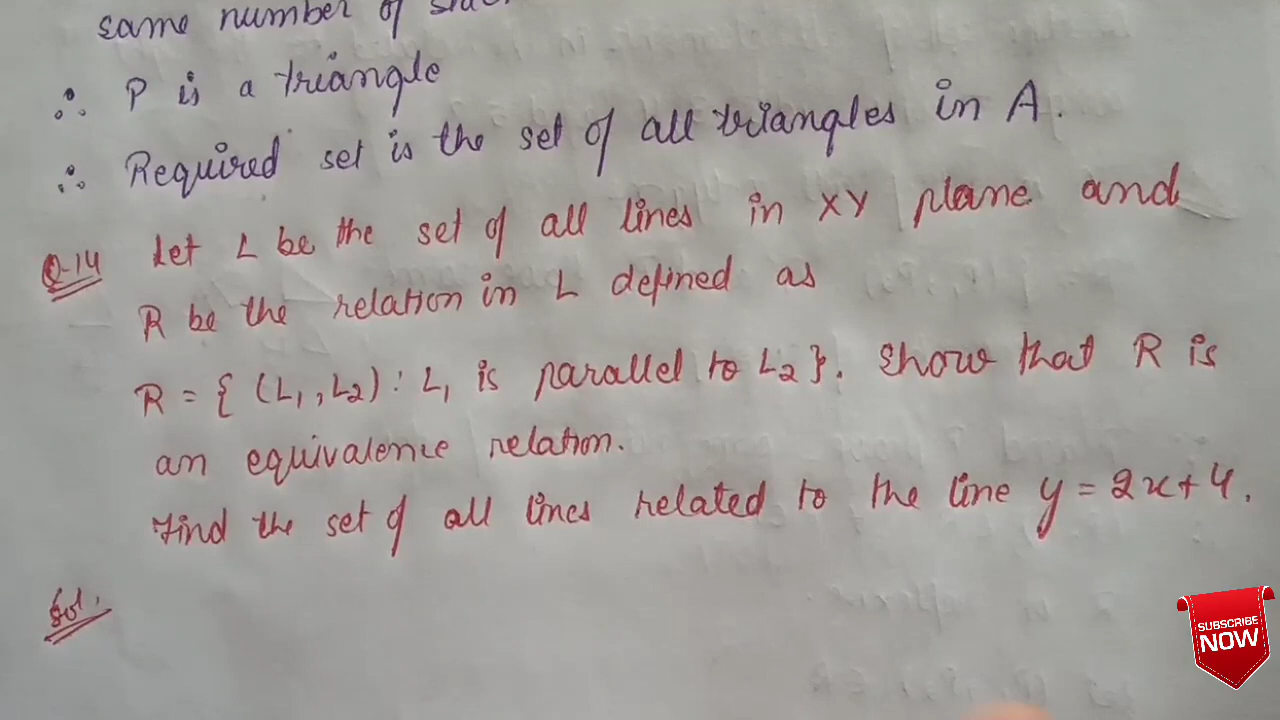 same number of
∴ P is a triangle
∴ Required set is the set of all triangles in A.
Q-14 Let L be the set of all lines in XY plane and
R be the relation in L defined as
R = { (L₁, L₂) : L₁ is parallel to L₂ }. Show that R is
an equivalence relation.
Find the set of all lines related to the line y = 2x + 4.
Sol.
SUBSCRIBE
NOW